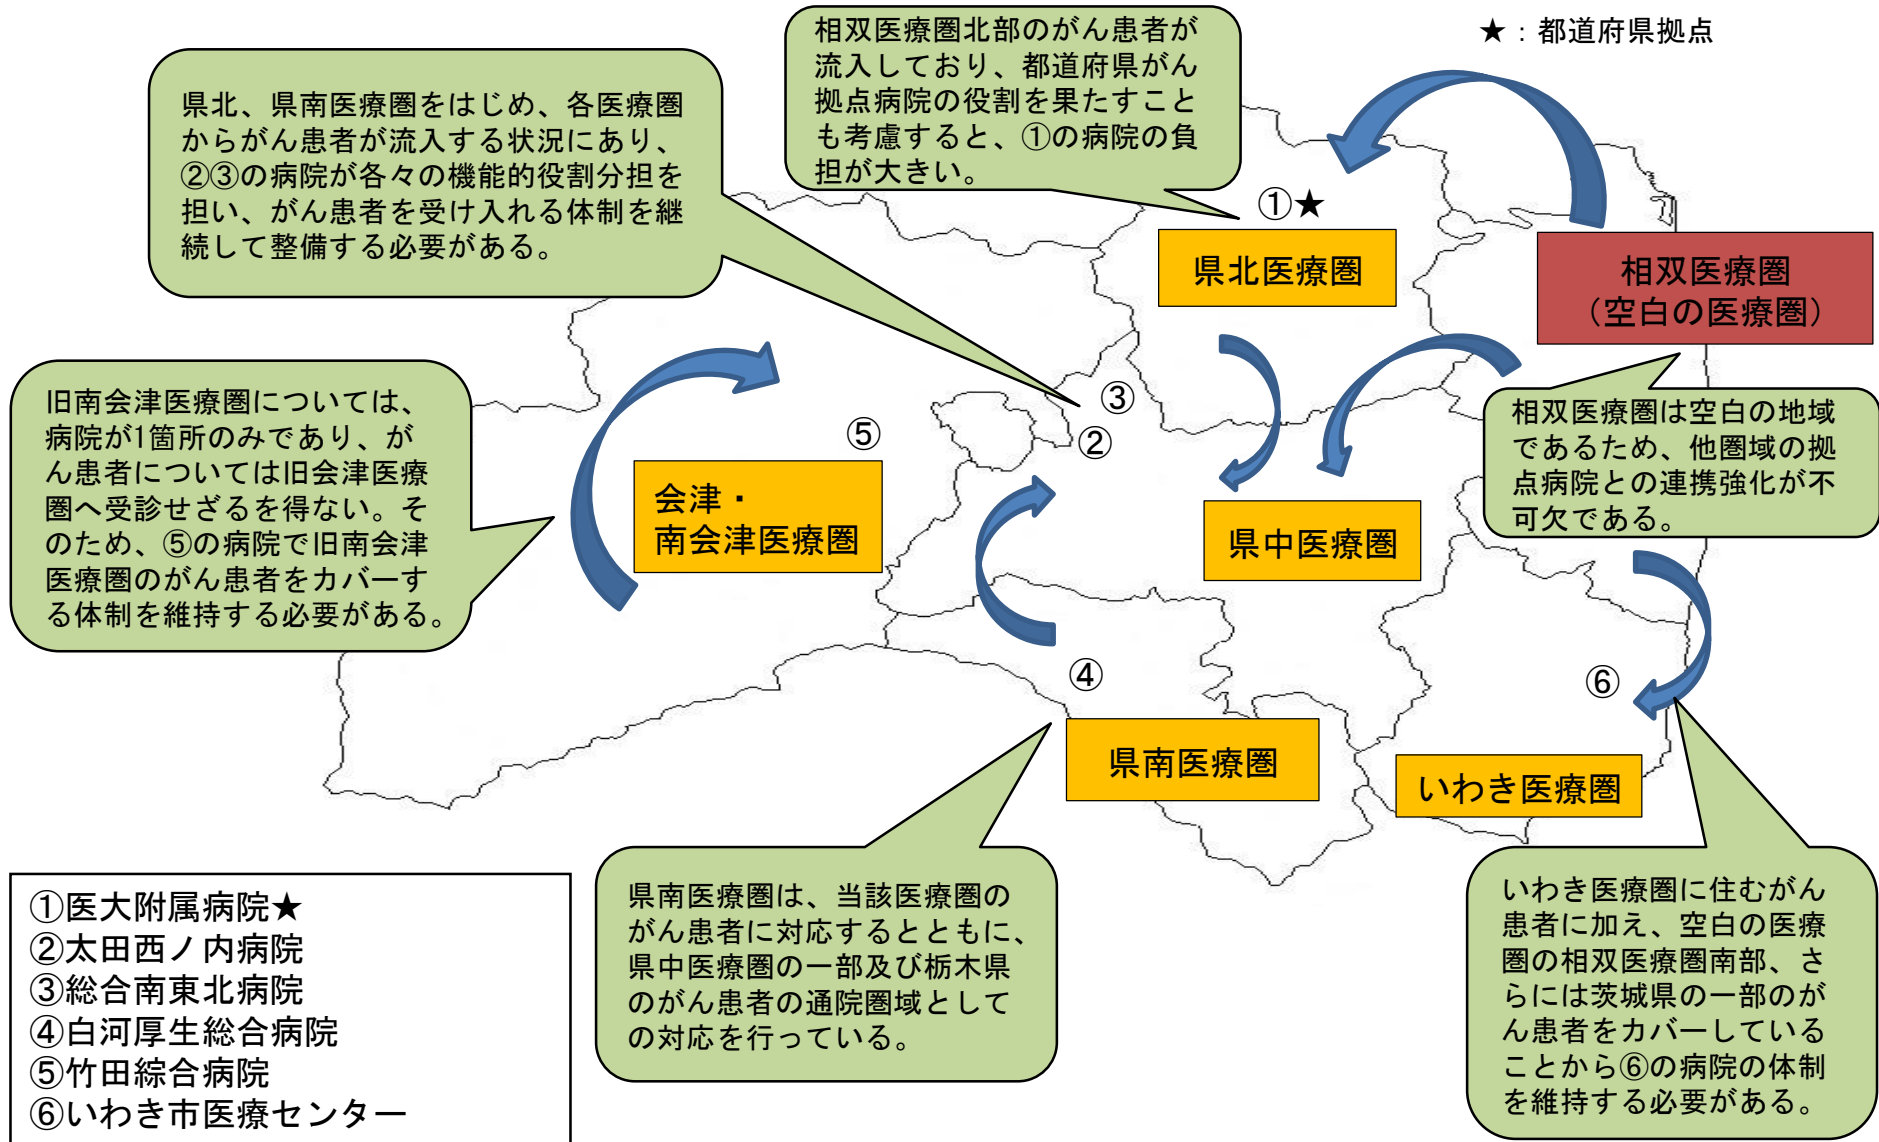 ★：都道府県拠点
相双医療圏北部のがん患者が
流入しており、都道府県がん
拠点病院の役割を果たすこと
も考慮すると、①の病院の負
担が大きい。
県北、県南医療圏をはじめ、各医療圏
からがん患者が流入する状況にあり、
②③の病院が各々の機能的役割分担を
担い、がん患者を受け入れる体制を継
続して整備する必要がある。
①★
県北医療圏
相双医療圏
（空白の医療圏）
旧南会津医療圏については、
病院が1箇所のみであり、が
ん患者については旧会津医療
圏へ受診せざるを得ない。そ
のため、⑤の病院で旧南会津
医療圏のがん患者をカバーす
る体制を維持する必要がある。
③
②
⑤
相双医療圏は空白の地域
であるため、他圏域の拠
点病院との連携強化が不
可欠である。
会津・
南会津医療圏
県中医療圏
④
⑥
県南医療圏
いわき医療圏
県南医療圏は、当該医療圏の
がん患者に対応するとともに、
県中医療圏の一部及び栃木県
のがん患者の通院圏域として
の対応を行っている。
いわき医療圏に住むがん
患者に加え、空白の医療
圏の相双医療圏南部、さ
らには茨城県の一部のが
ん患者をカバーしている
ことから⑥の病院の体制
を維持する必要がある。
①医大附属病院★
②太田西ノ内病院
③総合南東北病院
④白河厚生総合病院
⑤竹田綜合病院
⑥いわき市医療センター